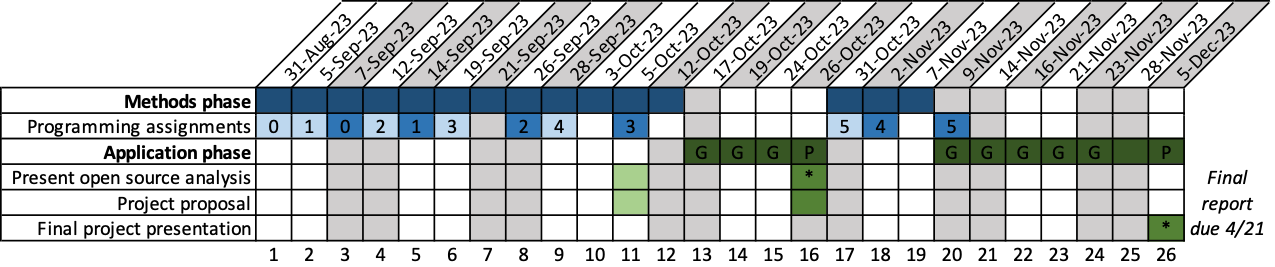 31-Aug-23 5-Sep-23 7-Sep-23 12-Sep-23 14-Sep-23 19-Sep-23 21-Sep-23 26-Sep-23 28-Sep-23 3-Oct-23 5-Oct-23 12-Oct-23 17-Oct-23 19-Oct-23 24-Oct-23 26-Oct-23 31-Oct-23 2-Nov-23 7-Nov-23 9-Nov-23 14-Nov-23 16-Nov-23 21-Nov-23 23-Nov-23 28-Nov-23 5-Dec-23
Methods phase
Programming assignments 0 1 0 2 1 3 2 4 3 5 4 5
Application phase G G G P G G G G G P
Present open source analysis *
Project proposal
Final project presentation *
Final
report
due 4/21
1 2 3 4 5 6 7 8 9 10 11 12 13 14 15 16 17 18 19 20 21 22 23 24 25 26